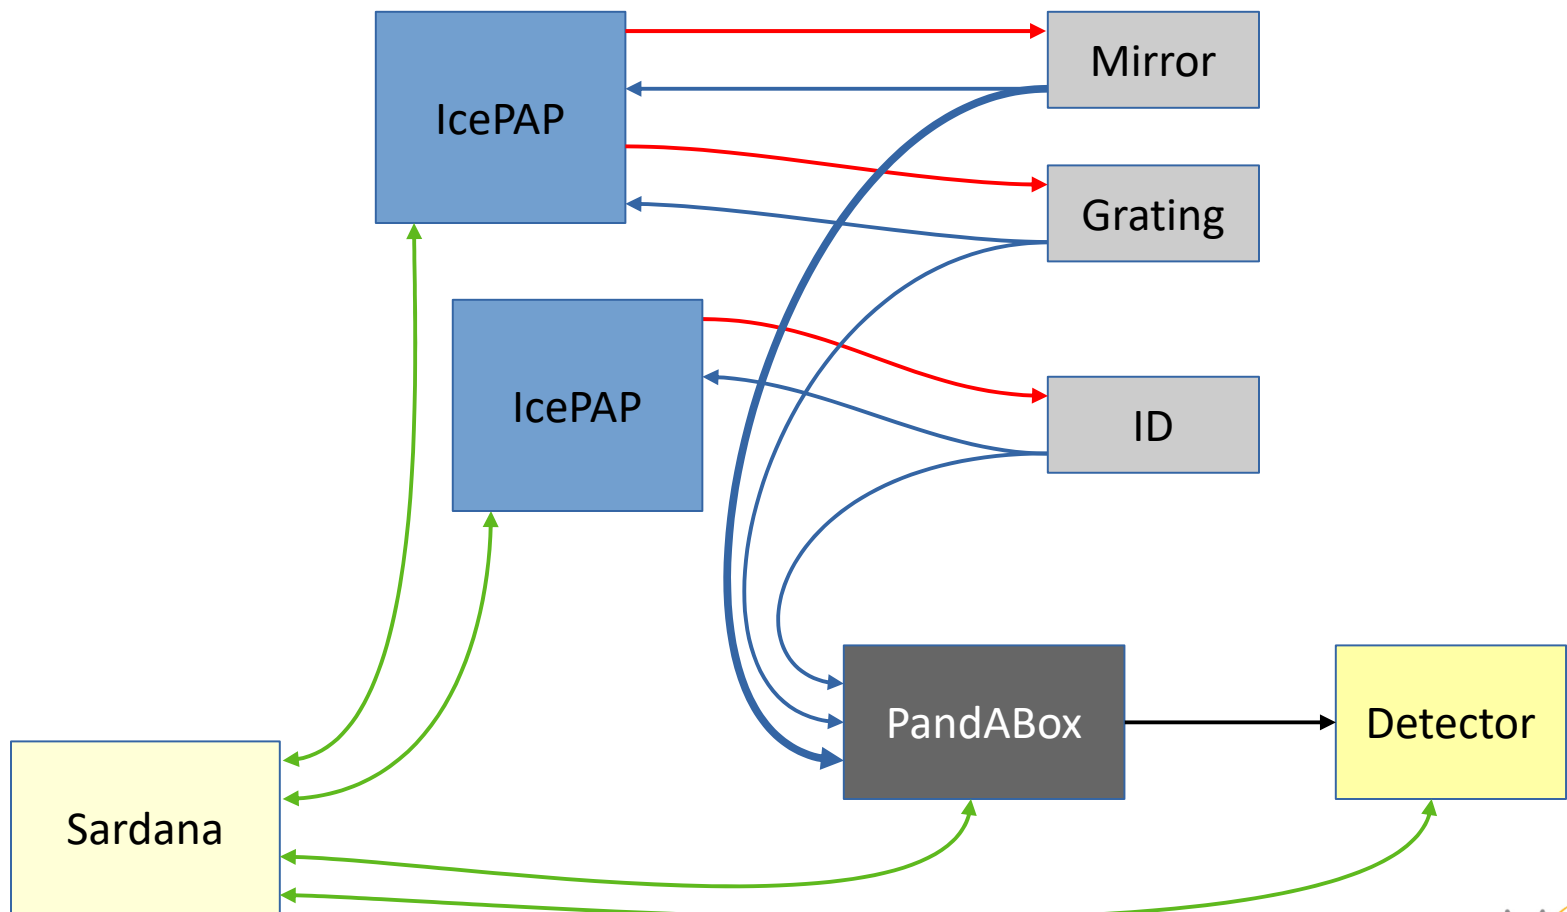 Mirror
IcePAP
Grating
IcePAP
ID
PandABox
Detector
Sardana